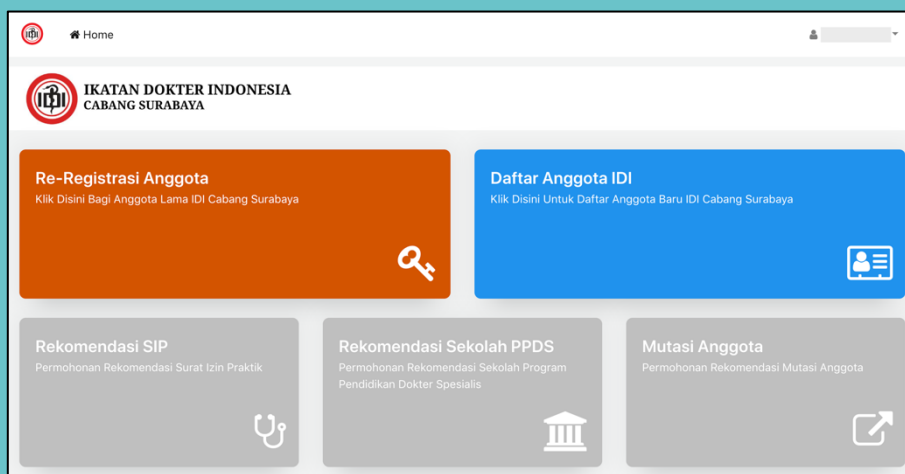 Home
IKATAN DOKTER INDONESIA
CABANG SURABAYA
Re-Registrasi Anggota
Klik Disini Bagi Anggota Lama IDI Cabang Surabaya
Daftar Anggota IDI
Klik Disini Untuk Daftar Anggota Baru IDI Cabang Surabaya
Rekomendasi SIP
Permohonan Rekomendasi Surat Izin Praktik
Rekomendasi Sekolah PPDS
Permohonan Rekomendasi Sekolah Program
Pendidikan Dokter Spesialis
Mutasi Anggota
Permohonan Rekomendasi Mutasi Anggota